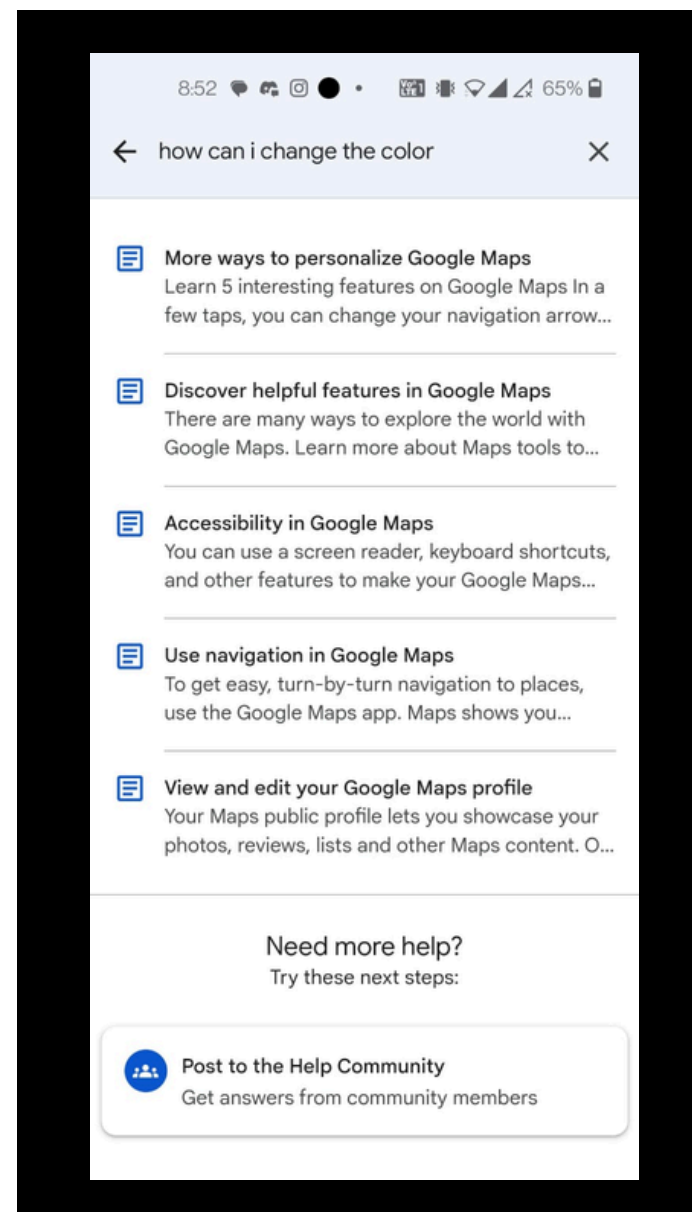 8:52 65%
how can i change the color
More ways to personalize Google Maps
Learn 5 interesting features on Google Maps In a
few taps, you can change your navigation arrow...
Discover helpful features in Google Maps
There are many ways to explore the world with
Google Maps. Learn more about Maps tools to...
Accessibility in Google Maps
You can use a screen reader, keyboard shortcuts,
and other features to make your Google Maps...
Use navigation in Google Maps
To get easy, turn-by-turn navigation to places,
use the Google Maps app. Maps shows you...
View and edit your Google Maps profile
Your Maps public profile lets you showcase your
photos, reviews, lists and other Maps content. O...
Need more help?
Try these next steps:
Post to the Help Community
Get answers from community members